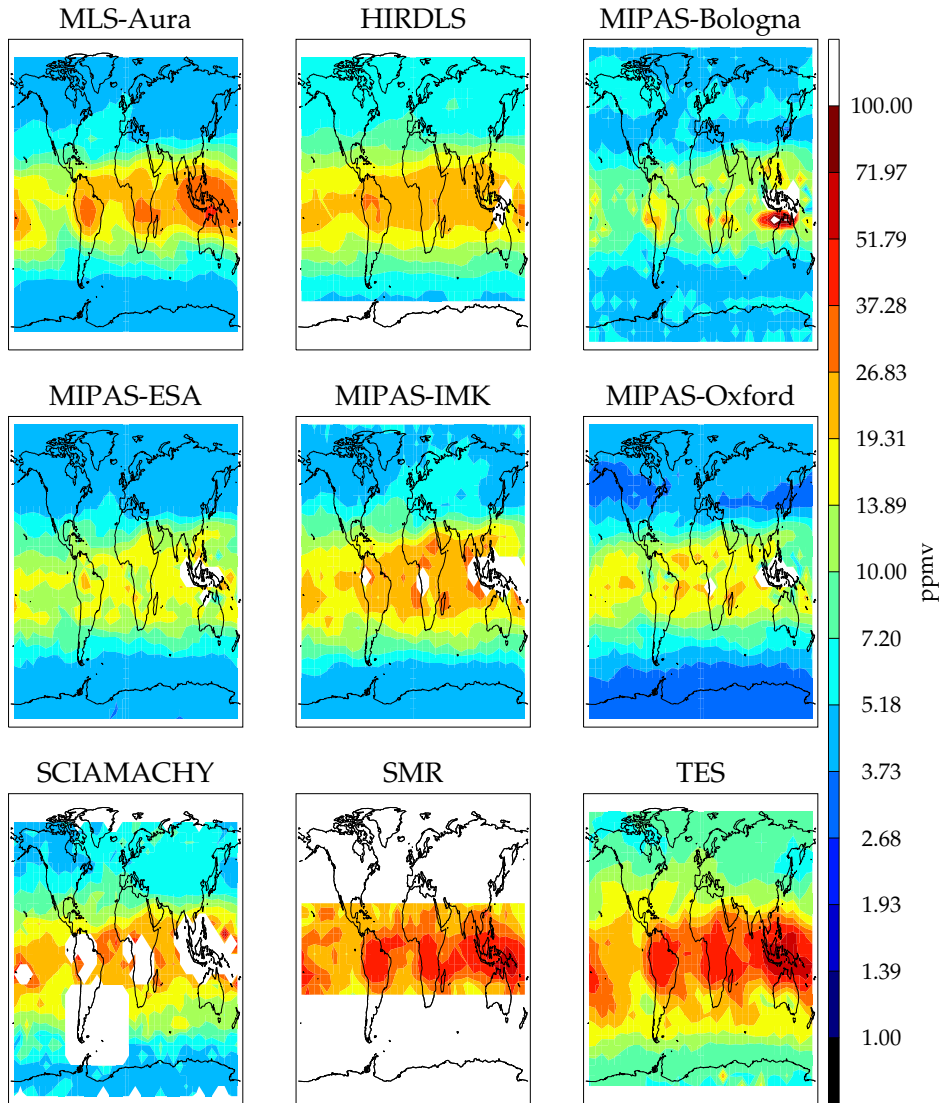 MLS-Aura
HIRDLS
MIPAS-Bologna
MIPAS-ESA
MIPAS-IMK
MIPAS-Oxford
SCIAMACHY
SMR
TES
100.00
71.97
51.79
37.28
26.83
19.31
13.89
10.00
7.20
5.18
3.73
2.68
1.93
1.39
1.00
ppmv